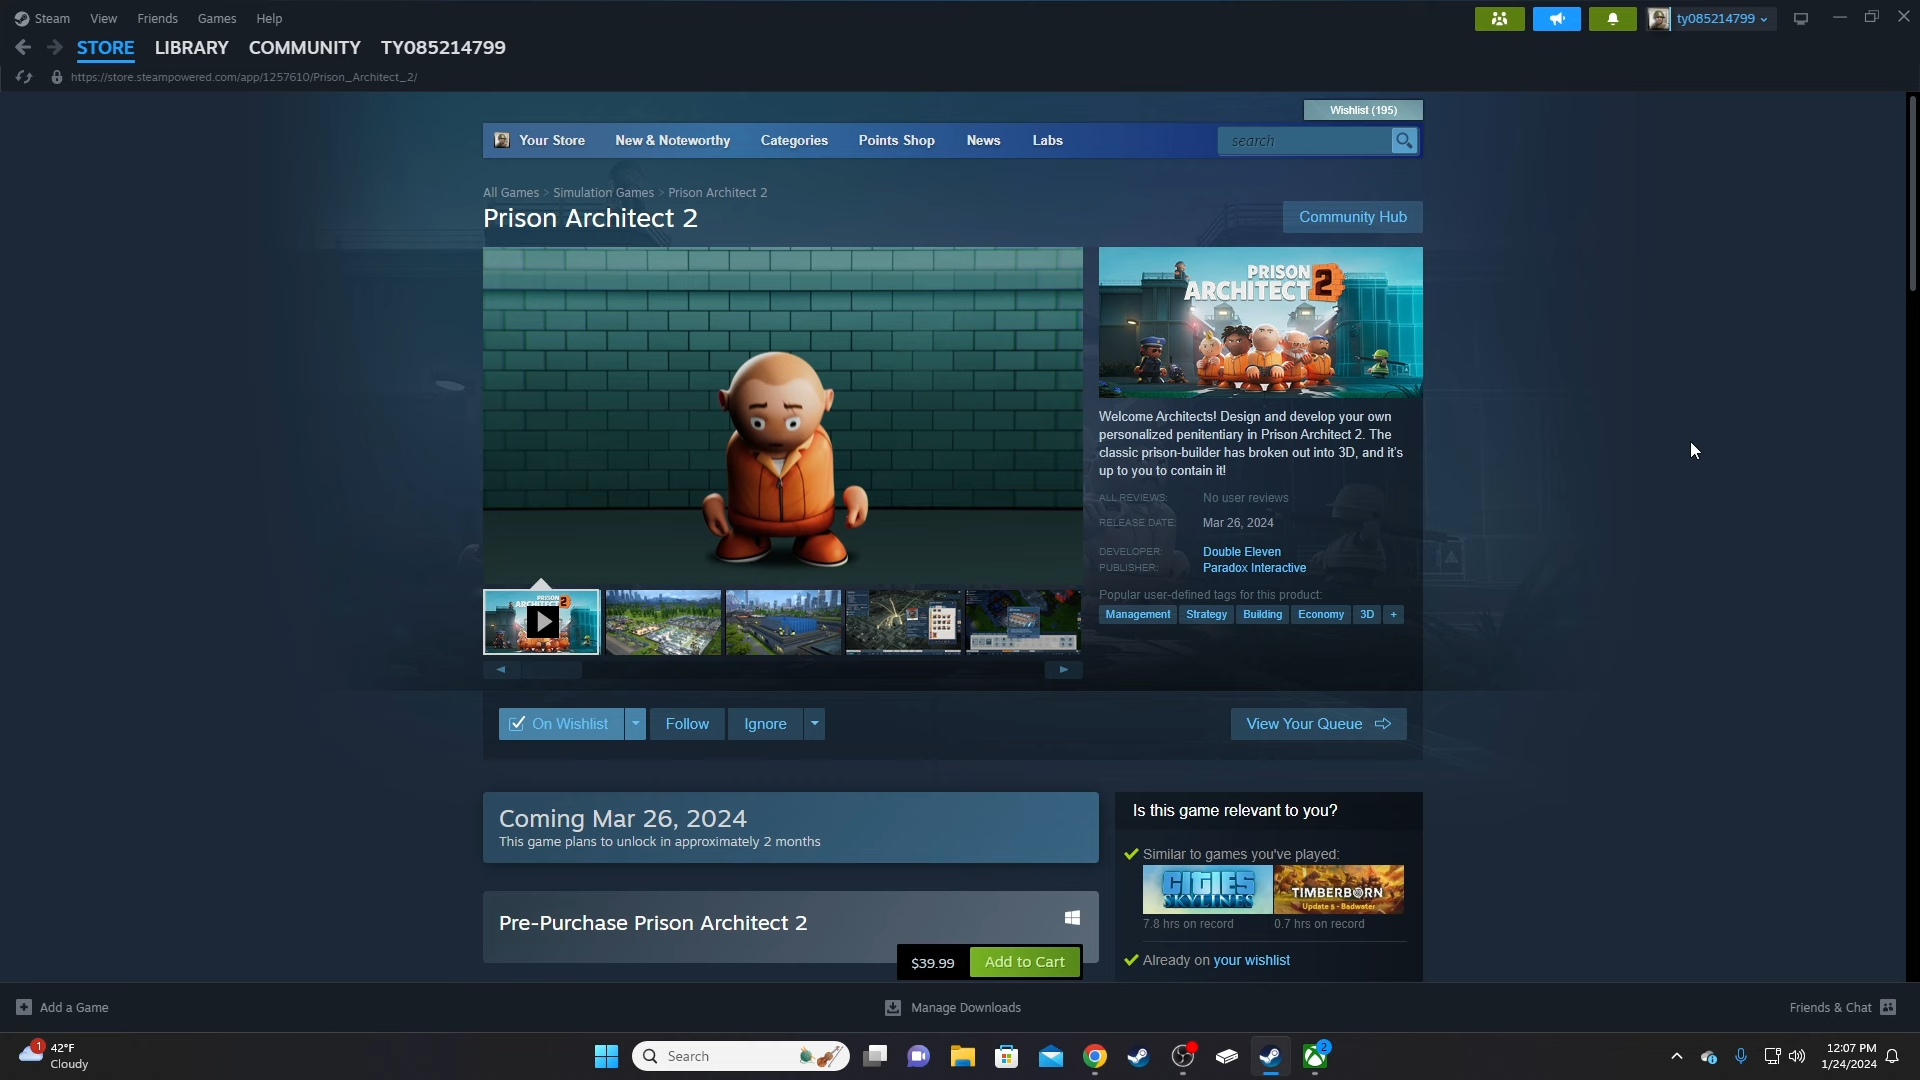 Steam View Friends Games Help ty085214799
STORE LIBRARY COMMUNITY TY085214799
https://store.steampowered.com/app/1257610/Prison_Architect_2/
Wishlist (195)
Your Store New & Noteworthy Categories Points Shop News Labs search
All Games > Simulation Games > Prison Architect 2
Prison Architect 2
Community Hub
PRISON
ARCHITECT 2
Welcome Architects! Design and develop your own
personalized penitentiary in Prison Architect 2. The
classic prison-builder has broken out into 3D, and it's
up to you to contain it!
ALL REVIEWS: No user reviews
RELEASE DATE: Mar 26, 2024
DEVELOPER: Double Eleven
PUBLISHER: Paradox Interactive
Popular user-defined tags for this product:
Management Strategy Building Economy 3D +
PRISON
ARCHITECT 2
On Wishlist Follow Ignore View Your Queue
Coming Mar 26, 2024
This game plans to unlock in approximately 2 months
Pre-Purchase Prison Architect 2
$39.99 Add to Cart
Is this game relevant to you?
Similar to games you've played:
CITIES
SKYLINES
TIMBERBORN
Update 5 - Badwater
7.8 hrs on record 0.7 hrs on record
Already on your wishlist
Add a Game Manage Downloads Friends & Chat
1 42°F
Cloudy
Search
2
12:07 PM
1/24/2024